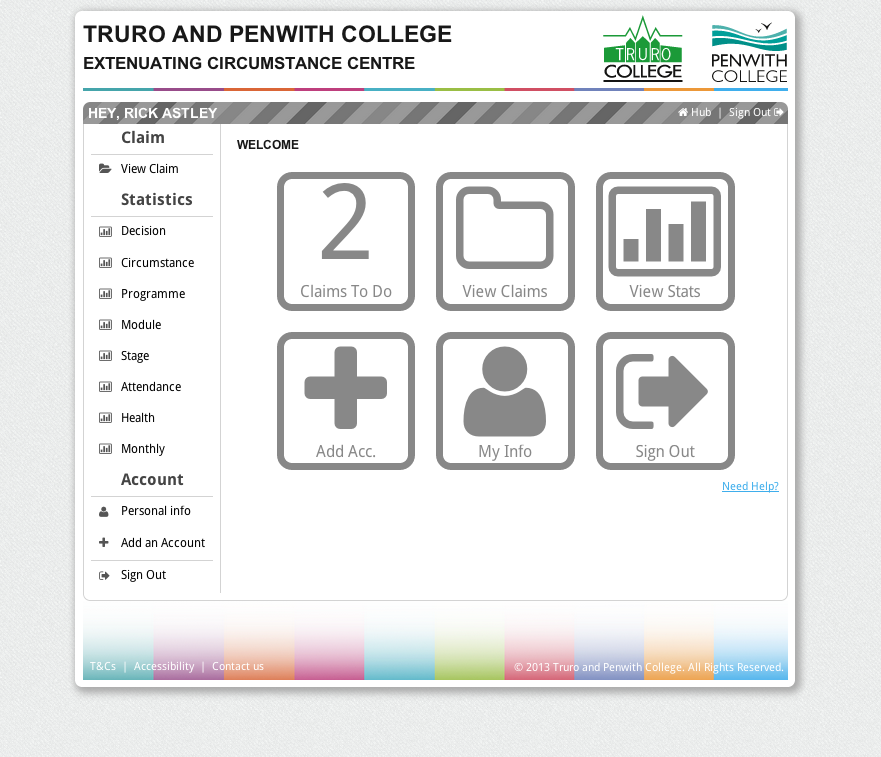 TRURO AND PENWITH COLLEGE
EXTENUATING CIRCUMSTANCE CENTRE
TRURO
COLLEGE
PENWITH
COLLEGE
HEY, RICK ASTLEY
Hub | Sign Out
Claim
View Claim
Statistics
Decision
Circumstance
Programme
Module
Stage
Attendance
Health
Monthly
Account
Personal info
Add an Account
Sign Out
WELCOME
2
Claims To Do
View Claims
View Stats
Add Acc.
My Info
Sign Out
Need Help?
T&Cs | Accessibility | Contact us
© 2013 Truro and Penwith College. All Rights Reserved.